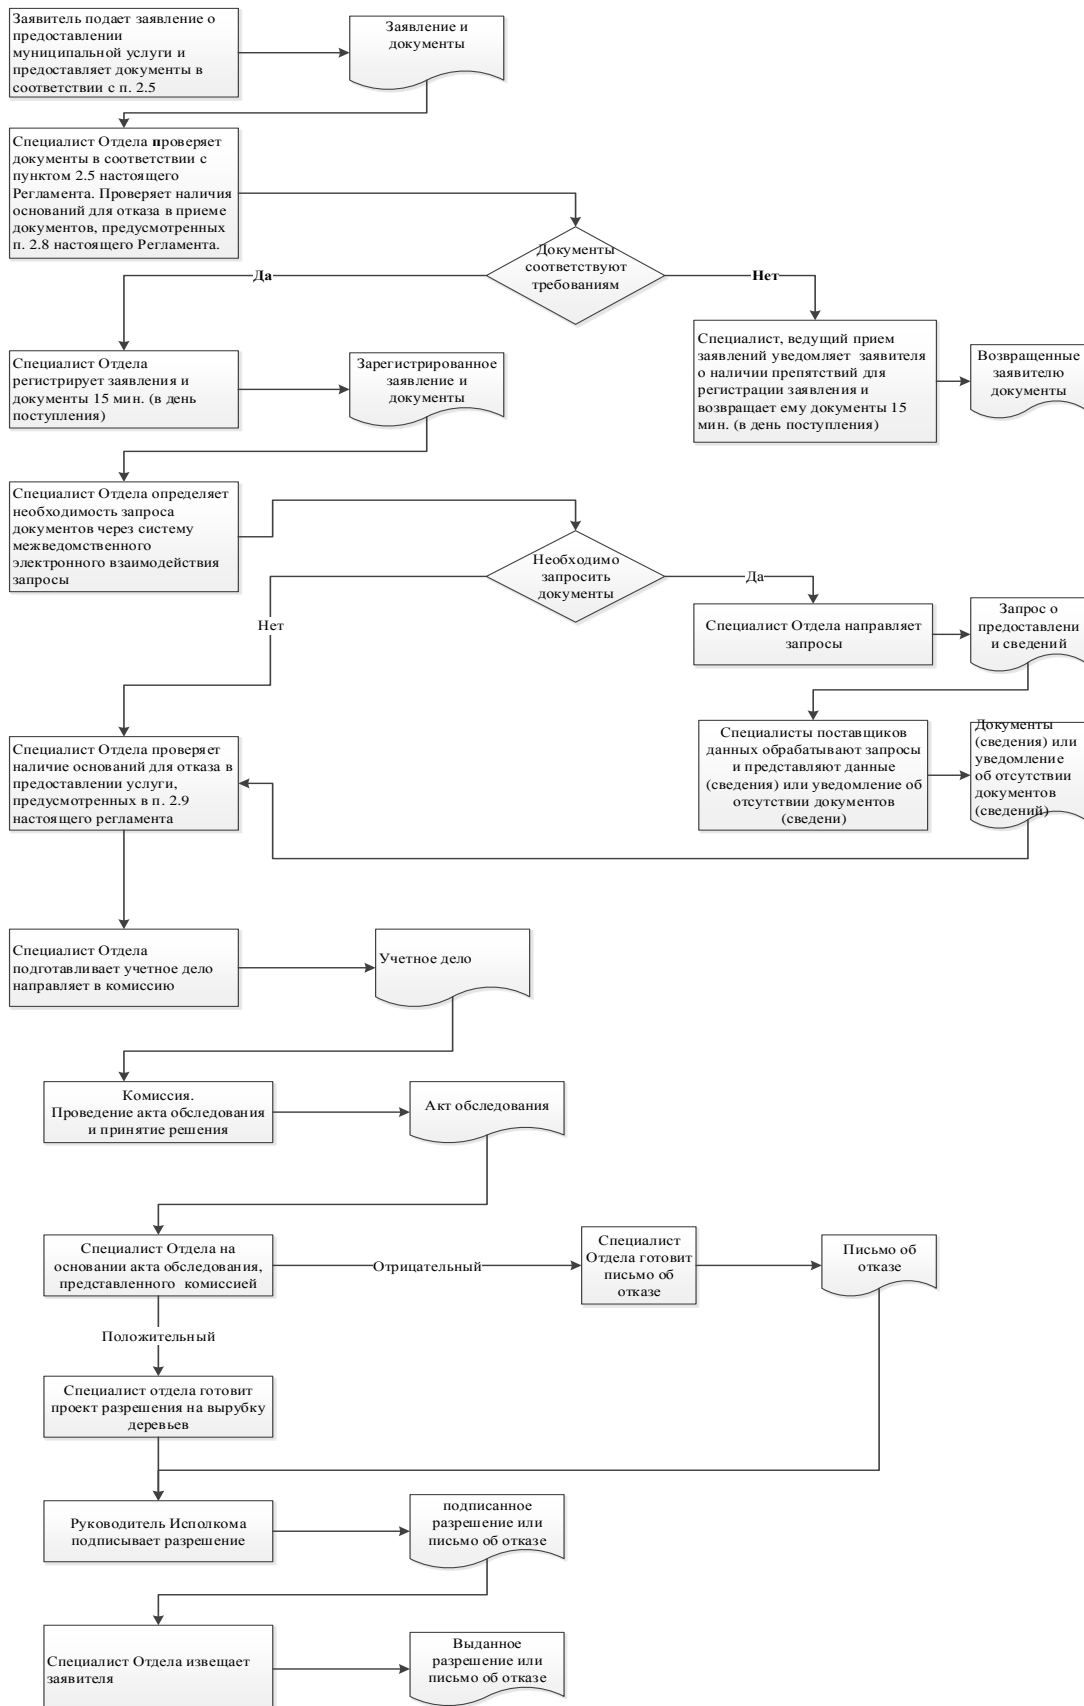 Заявитель подает заявление о
предоставлении
муниципальной услуги и
предоставляет документы в
соответствии с п. 2.5
Заявление и
документы
Специалист Отдела проверяет
документы в соответствии с
пунктом 2.5 настоящего
Регламента. Проверяет наличия
оснований для отказа в приеме
документов, предусмотренных
п. 2.8 настоящего Регламента.
Документы
соответствуют
требованиям
Да
Нет
Специалист Отдела
регистрирует заявления и
документы 15 мин. (в день
поступления)
Зарегистрированное
заявление и
документы
Специалист, ведущий прием
заявлений уведомляет заявителя
о наличии препятствий для
регистрации заявления и
возвращает ему документы 15
мин. (в день поступления)
Возвращенные
заявителю
документы
Специалист Отдела определяет
необходимость запроса
документов через систему
межведомственного
электронного взаимодействия
запросы
Необходимо
запросить
документы
Да
Нет
Специалист Отдела направляет
запросы
Запрос о
предоставлени
и сведений
Специалисты поставщиков
данных обрабатывают запросы
и представляют данные
(сведения) или уведомление об
отсутствии документов
(сведени)
Документы
(сведения) или
уведомление
об отсутствии
документов
(сведений)
Специалист Отдела проверяет
наличие оснований для отказа в
предоставлении услуги,
предусмотренных в п. 2.9
настоящего регламента
Специалист Отдела
подготавливает учетное дело
направляет в комиссию
Учетное дело
Комиссия.
Проведение акта обследования
и принятие решения
Акт обследования
Специалист Отдела на
основании акта обследования,
представленного комиссией
Отрицательный
Специалист
Отдела готовит
письмо об
отказе
Письмо об
отказе
Положительный
Специалист отдела готовит
проект разрешения на вырубку
деревьев
Руководитель Исполкома
подписывает разрешение
подписанное
разрешение или
письмо об отказе
Специалист Отдела извещает
заявителя
Выданное
разрешение или
письмо об отказе